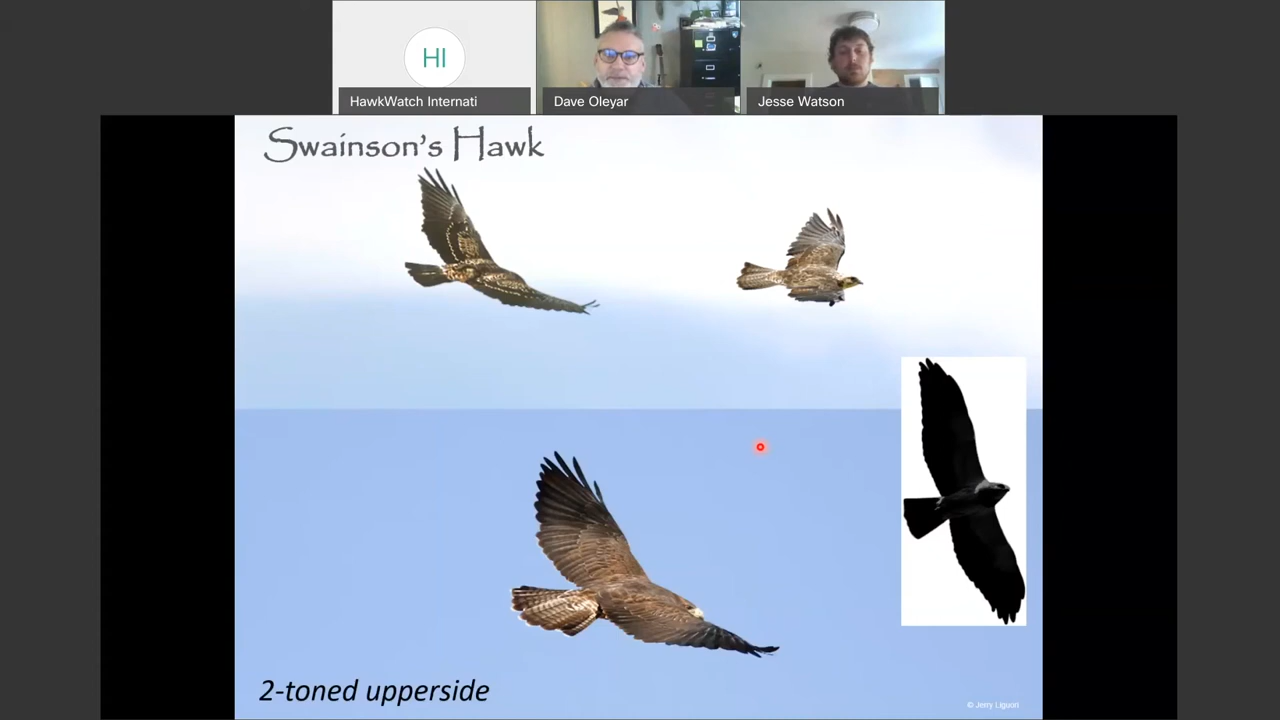 HI
HawkWatch Internati
Dave Oleyar
Jesse Watson
Swainson's Hawk
2-toned upperside
© Jerry Liguori